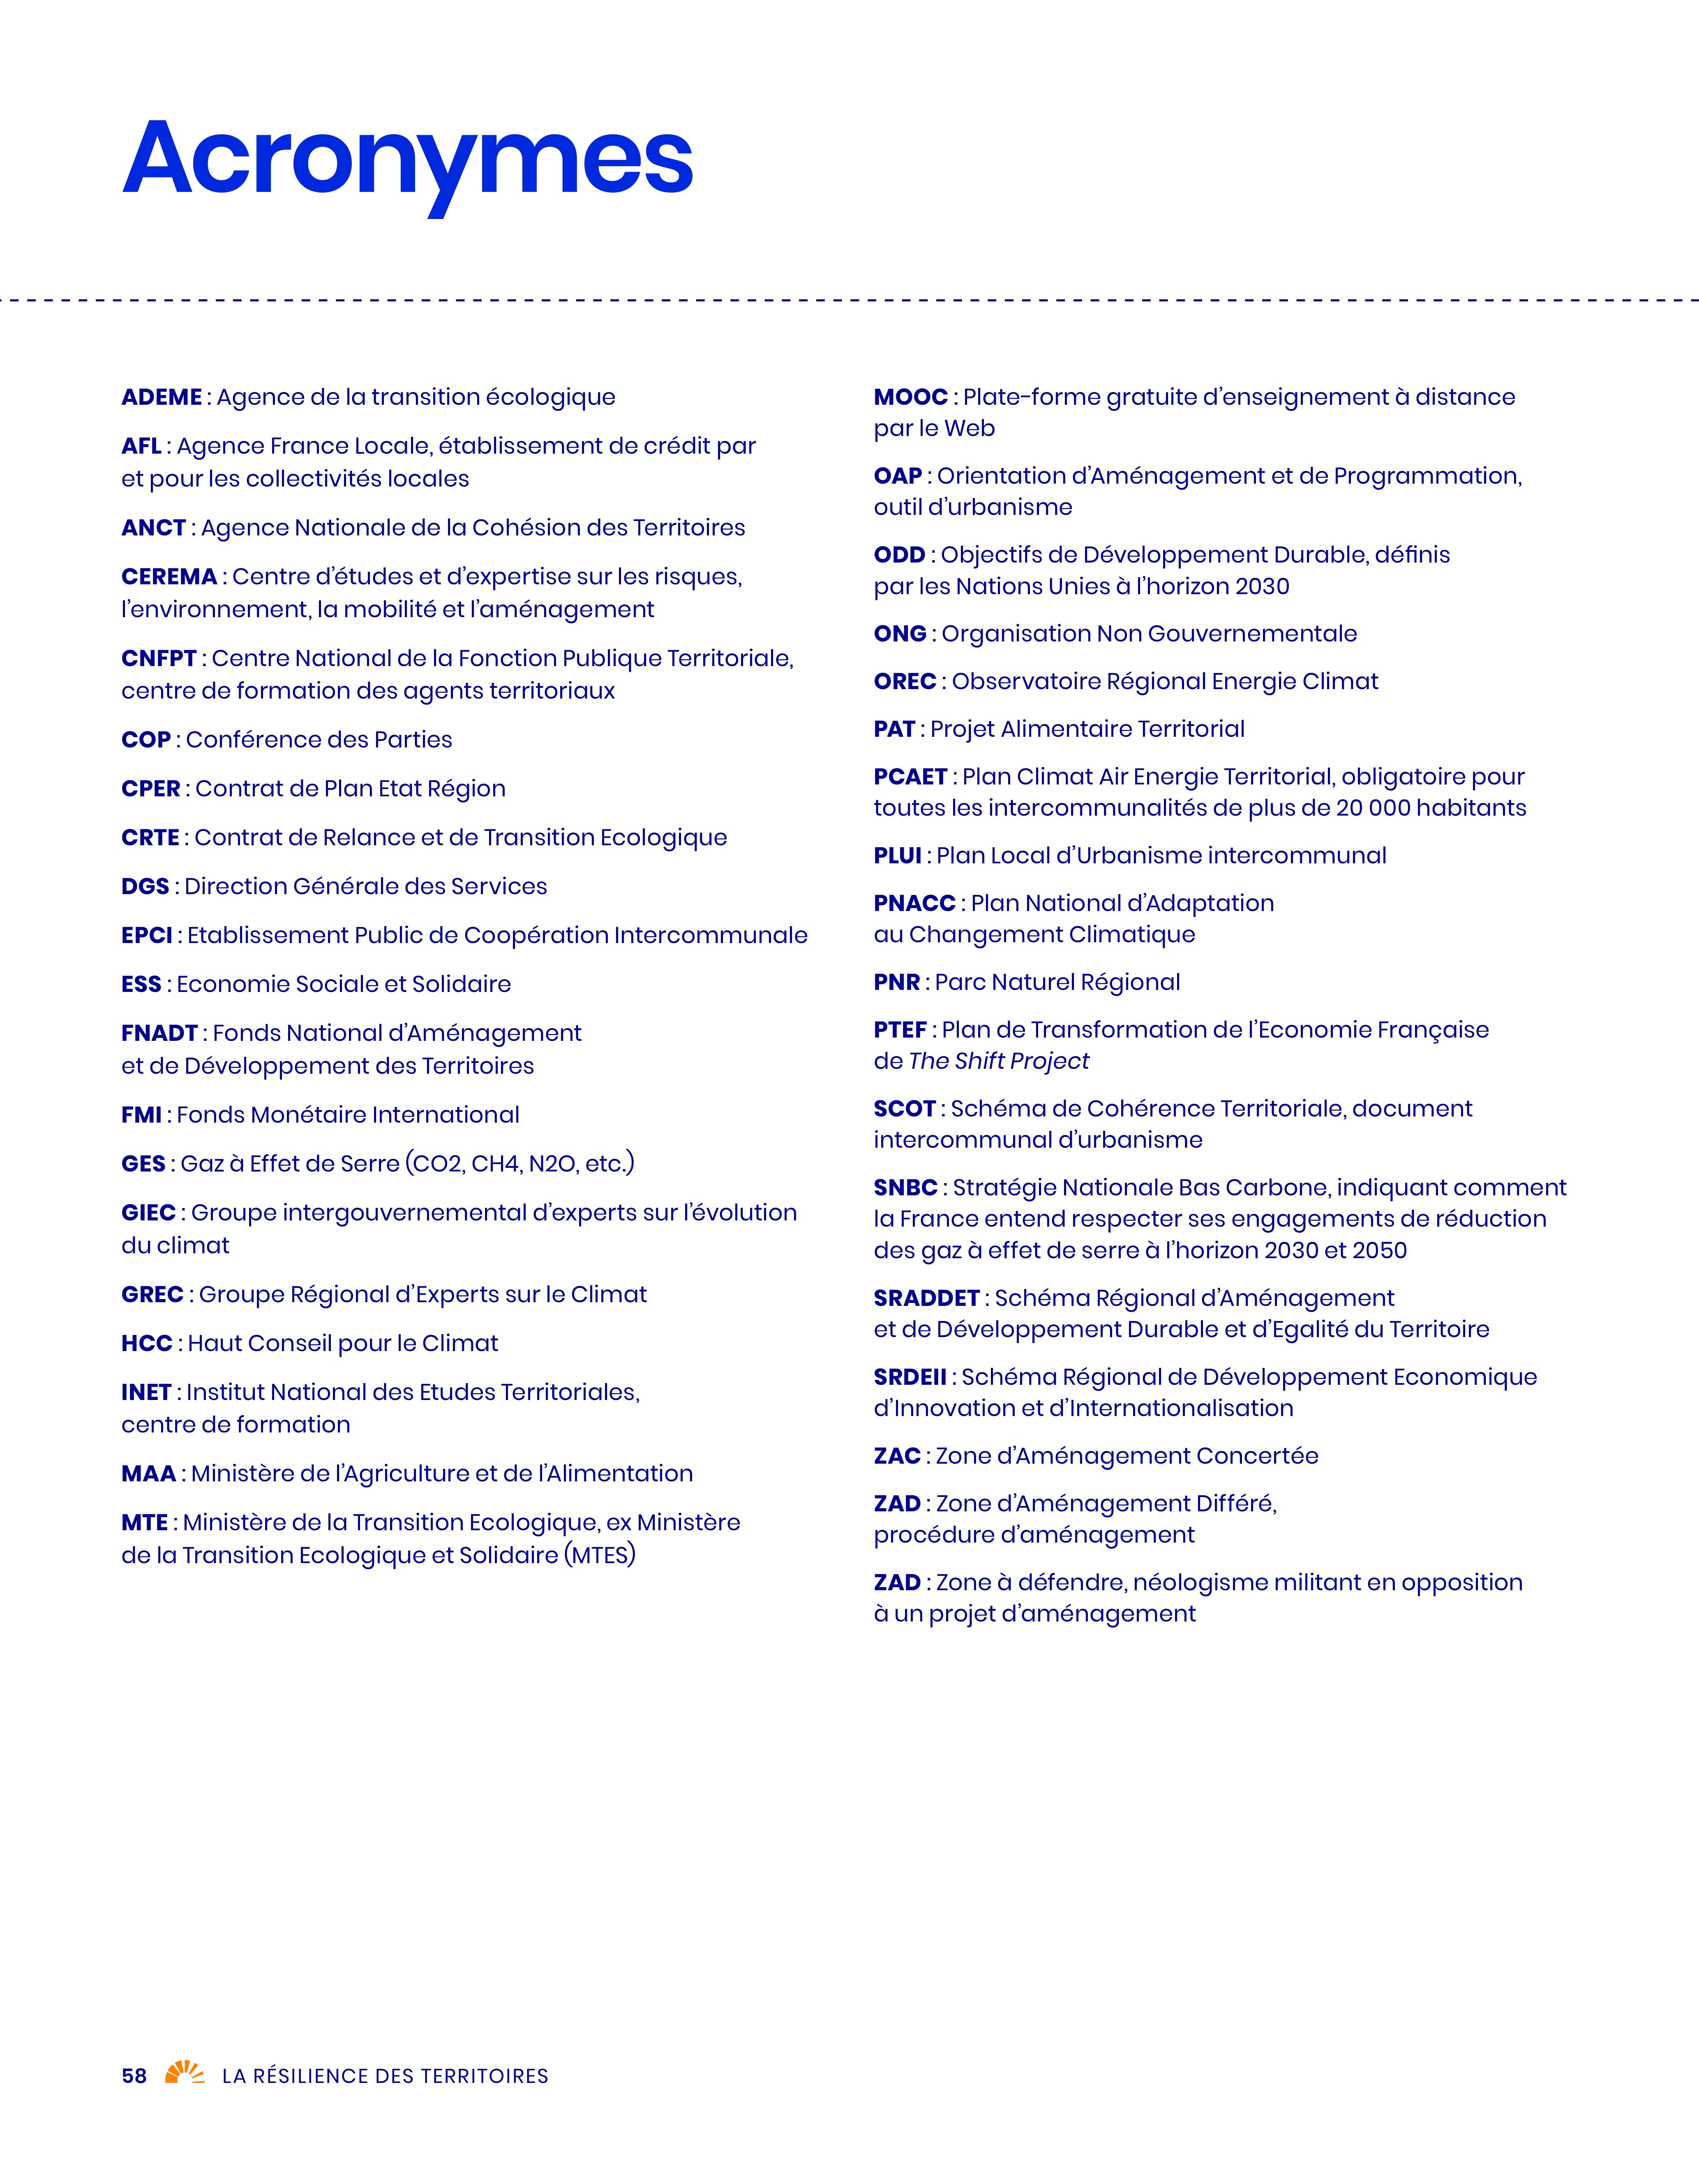 Acronymes
ADEME : Agence de la transition écologique
AFL : Agence France Locale, établissement de crédit par
et pour les collectivités locales
ANCT : Agence Nationale de la Cohésion des Territoires
CEREMA : Centre d’études et d’expertise sur les risques,
l’environnement, la mobilité et l’aménagement
CNFPT : Centre National de la Fonction Publique Territoriale,
centre de formation des agents territoriaux
COP : Conférence des Parties
CPER : Contrat de Plan Etat Région
CRTE : Contrat de Relance et de Transition Ecologique
DGS : Direction Générale des Services
EPCI : Etablissement Public de Coopération Intercommunale
ESS : Economie Sociale et Solidaire
FNADT : Fonds National d’Aménagement
et de Développement des Territoires
FMI : Fonds Monétaire International
GES : Gaz à Effet de Serre (CO2, CH4, N2O, etc.)
GIEC : Groupe intergouvernemental d’experts sur l’évolution
du climat
GREC : Groupe Régional d’Experts sur le Climat
HCC : Haut Conseil pour le Climat
INET : Institut National des Etudes Territoriales,
centre de formation
MAA : Ministère de l’Agriculture et de l’Alimentation
MTE : Ministère de la Transition Ecologique, ex Ministère
de la Transition Ecologique et Solidaire (MTES)
MOOC : Plate-forme gratuite d’enseignement à distance
par le Web
OAP : Orientation d’Aménagement et de Programmation,
outil d’urbanisme
ODD : Objectifs de Développement Durable, définis
par les Nations Unies à l’horizon 2030
ONG : Organisation Non Gouvernementale
OREC : Observatoire Régional Energie Climat
PAT : Projet Alimentaire Territorial
PCAET : Plan Climat Air Energie Territorial, obligatoire pour
toutes les intercommunalités de plus de 20 000 habitants
PLUI : Plan Local d’Urbanisme intercommunal
PNACC : Plan National d’Adaptation
au Changement Climatique
PNR : Parc Naturel Régional
PTEF : Plan de Transformation de l’Economie Française
de The Shift Project
SCOT : Schéma de Cohérence Territoriale, document
intercommunal d’urbanisme
SNBC : Stratégie Nationale Bas Carbone, indiquant comment
la France entend respecter ses engagements de réduction
des gaz à effet de serre à l’horizon 2030 et 2050
SRADDET : Schéma Régional d’Aménagement
et de Développement Durable et d’Egalité du Territoire
SRDEII : Schéma Régional de Développement Economique
d’Innovation et d’Internationalisation
ZAC : Zone d’Aménagement Concertée
ZAD : Zone d’Aménagement Différé,
procédure d’aménagement
ZAD : Zone à défendre, néologisme militant en opposition
à un projet d’aménagement
58 LA RÉSILIENCE DES TERRITOIRES